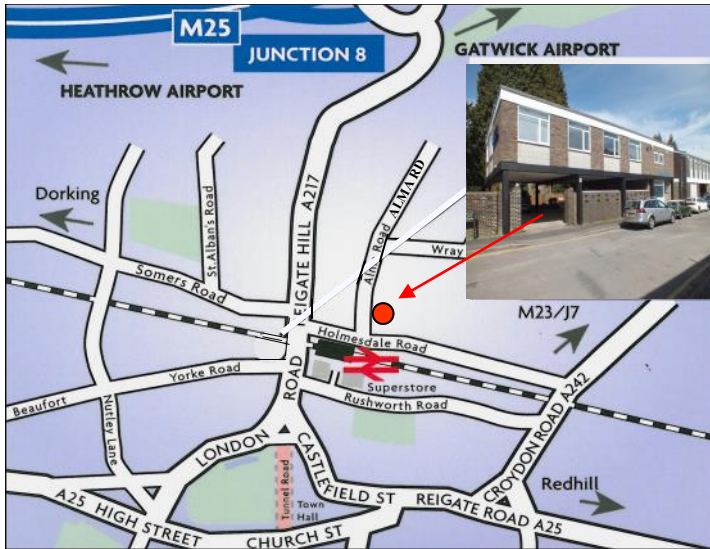 M25
JUNCTION 8
GATWICK AIRPORT
HEATHROW AIRPORT
REIGATE HILL A217
ALMA RD
Alma Road
Dorking
St. Alban's Road
Wray
Somers Road
M23/J7
Holmesdale Road
Yorke Road
Superstore
Beaufort
Nutley Lane
Rushworth Road
ROAD
LONDON
CASTLEFIELD ST
CROYDON ROAD A242
Redhill
Tunnel Road
Town
Hall
A25 HIGH STREET
CHURCH ST
REIGATE ROAD A25